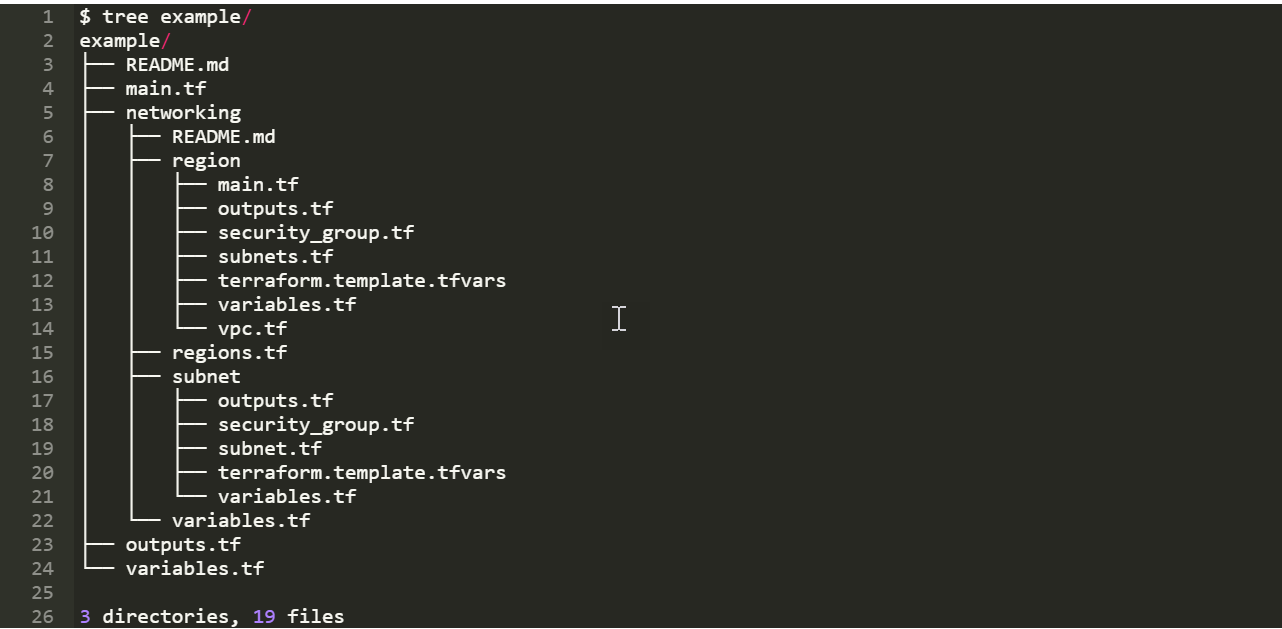 1 $ tree example/
2 example/
3 ├── README.md
4 ├── main.tf
5 ├── networking
6 │   ├── README.md
7 │   ├── region
8 │   │   ├── main.tf
9 │   │   ├── outputs.tf
10 │   │   ├── security_group.tf
11 │   │   ├── subnets.tf
12 │   │   ├── terraform.template.tfvars
13 │   │   ├── variables.tf
14 │   │   └── vpc.tf
15 │   ├── regions.tf
16 │   ├── subnet
17 │   │   ├── outputs.tf
18 │   │   ├── security_group.tf
19 │   │   ├── subnet.tf
20 │   │   ├── terraform.template.tfvars
21 │   │   └── variables.tf
22 │   └── variables.tf
23 ├── outputs.tf
24 └── variables.tf
25
26 3 directories, 19 files